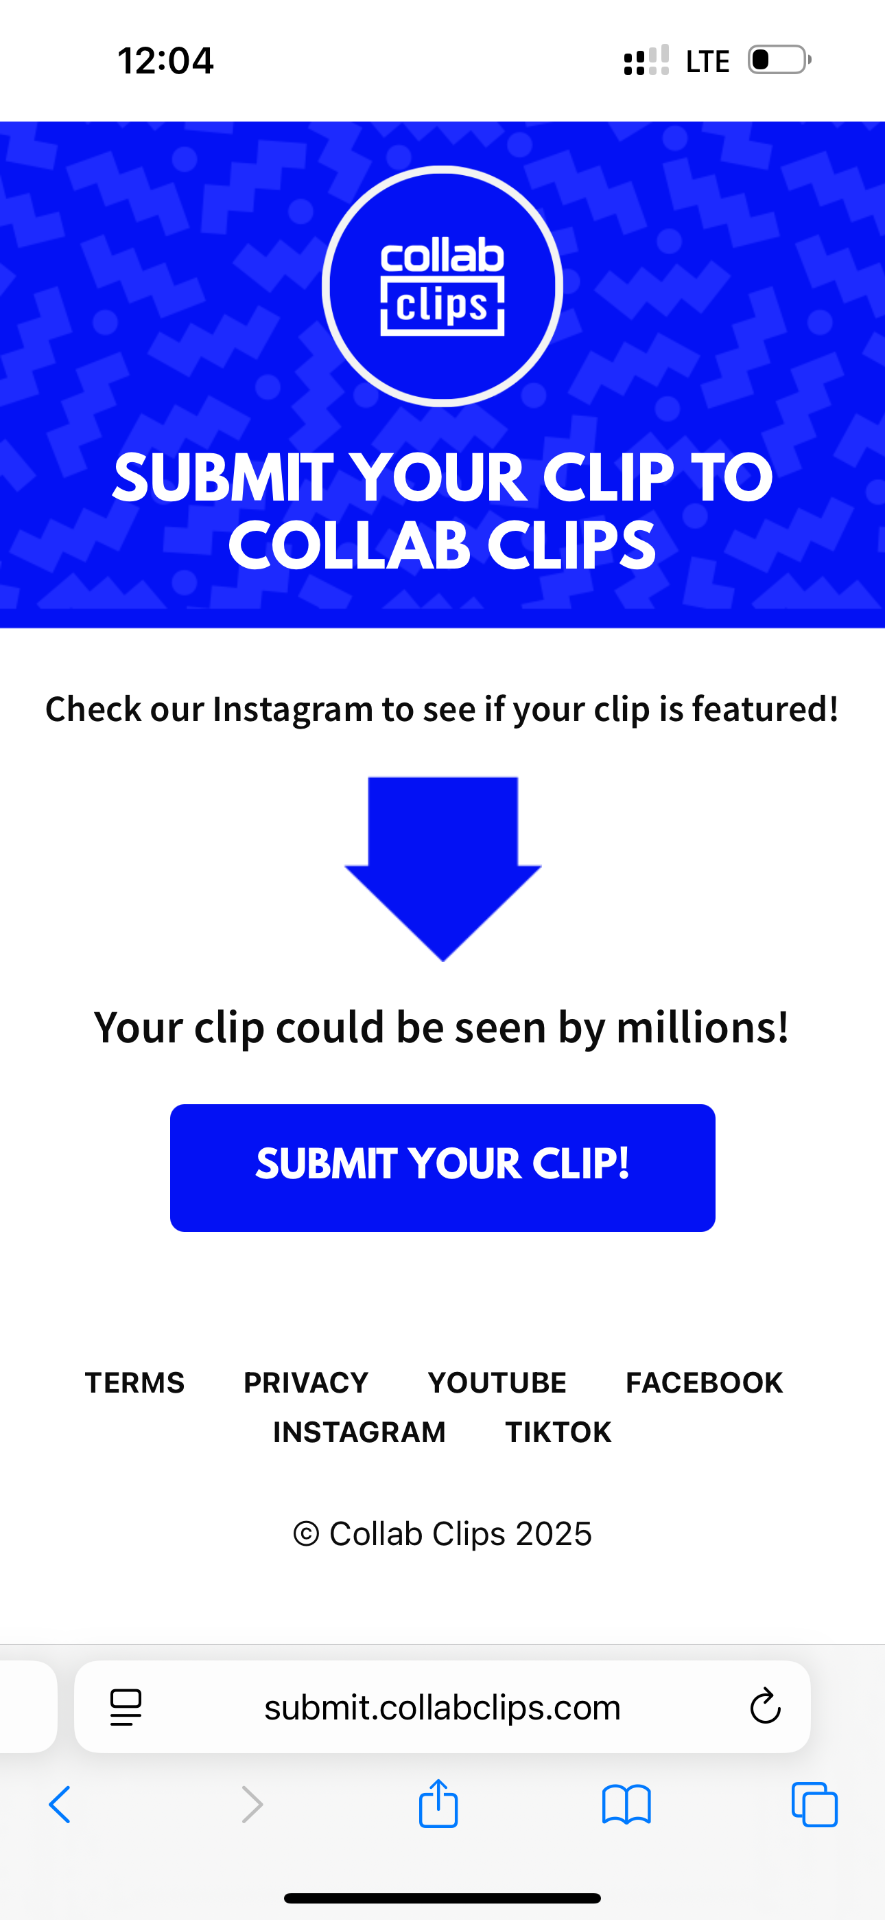 12:04
LTE
collab
clips
SUBMIT YOUR CLIP TO
COLLAB CLIPS
Check our Instagram to see if your clip is featured!
Your clip could be seen by millions!
SUBMIT YOUR CLIP!
TERMS PRIVACY YOUTUBE FACEBOOK
INSTAGRAM TIKTOK
© Collab Clips 2025
submit.collabclips.com